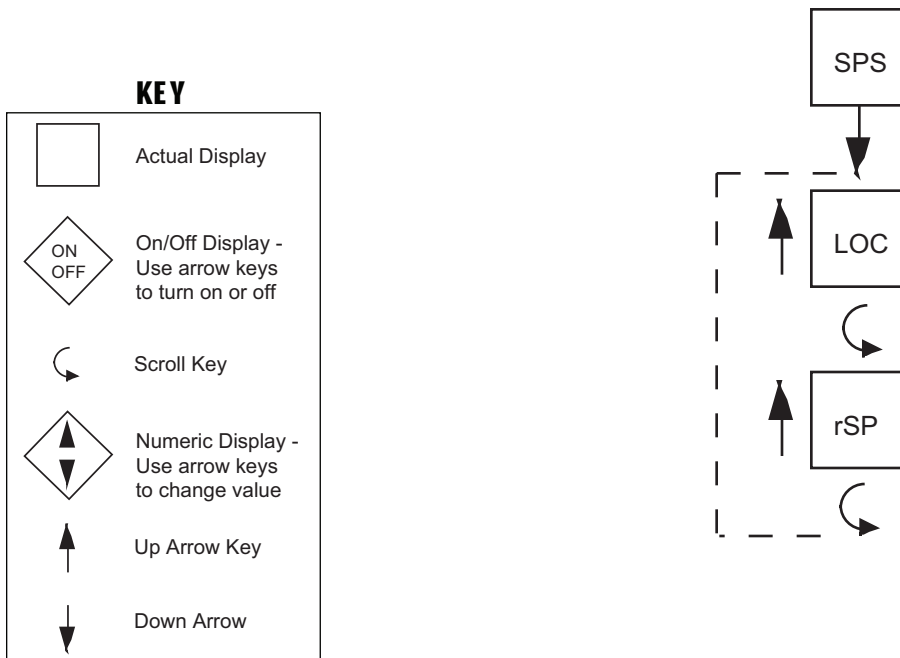 KEY
Actual Display
ON
OFF
On/Off Display -
Use arrow keys
to turn on or off
Scroll Key
Numeric Display -
Use arrow keys
to change value
Up Arrow Key
Down Arrow
SPS
LOC
rSP